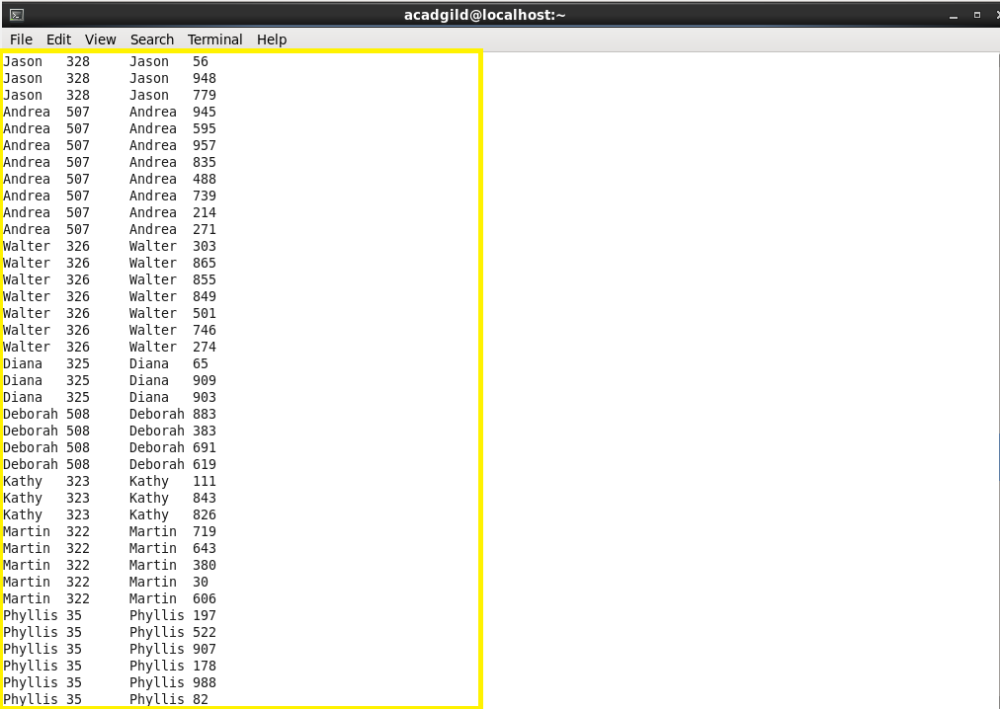 acadgild@localhost:~
File Edit View Search Terminal Help
Jason 328 Jason 56
Jason 328 Jason 948
Jason 328 Jason 779
Andrea 507 Andrea 945
Andrea 507 Andrea 595
Andrea 507 Andrea 957
Andrea 507 Andrea 835
Andrea 507 Andrea 488
Andrea 507 Andrea 739
Andrea 507 Andrea 214
Andrea 507 Andrea 271
Walter 326 Walter 303
Walter 326 Walter 865
Walter 326 Walter 855
Walter 326 Walter 849
Walter 326 Walter 501
Walter 326 Walter 746
Walter 326 Walter 274
Diana 325 Diana 65
Diana 325 Diana 909
Diana 325 Diana 903
Deborah 508 Deborah 883
Deborah 508 Deborah 383
Deborah 508 Deborah 691
Deborah 508 Deborah 619
Kathy 323 Kathy 111
Kathy 323 Kathy 843
Kathy 323 Kathy 826
Martin 322 Martin 719
Martin 322 Martin 643
Martin 322 Martin 380
Martin 322 Martin 30
Martin 322 Martin 606
Phyllis 35 Phyllis 197
Phyllis 35 Phyllis 522
Phyllis 35 Phyllis 907
Phyllis 35 Phyllis 178
Phyllis 35 Phyllis 988
Phyllis 35 Phyllis 82